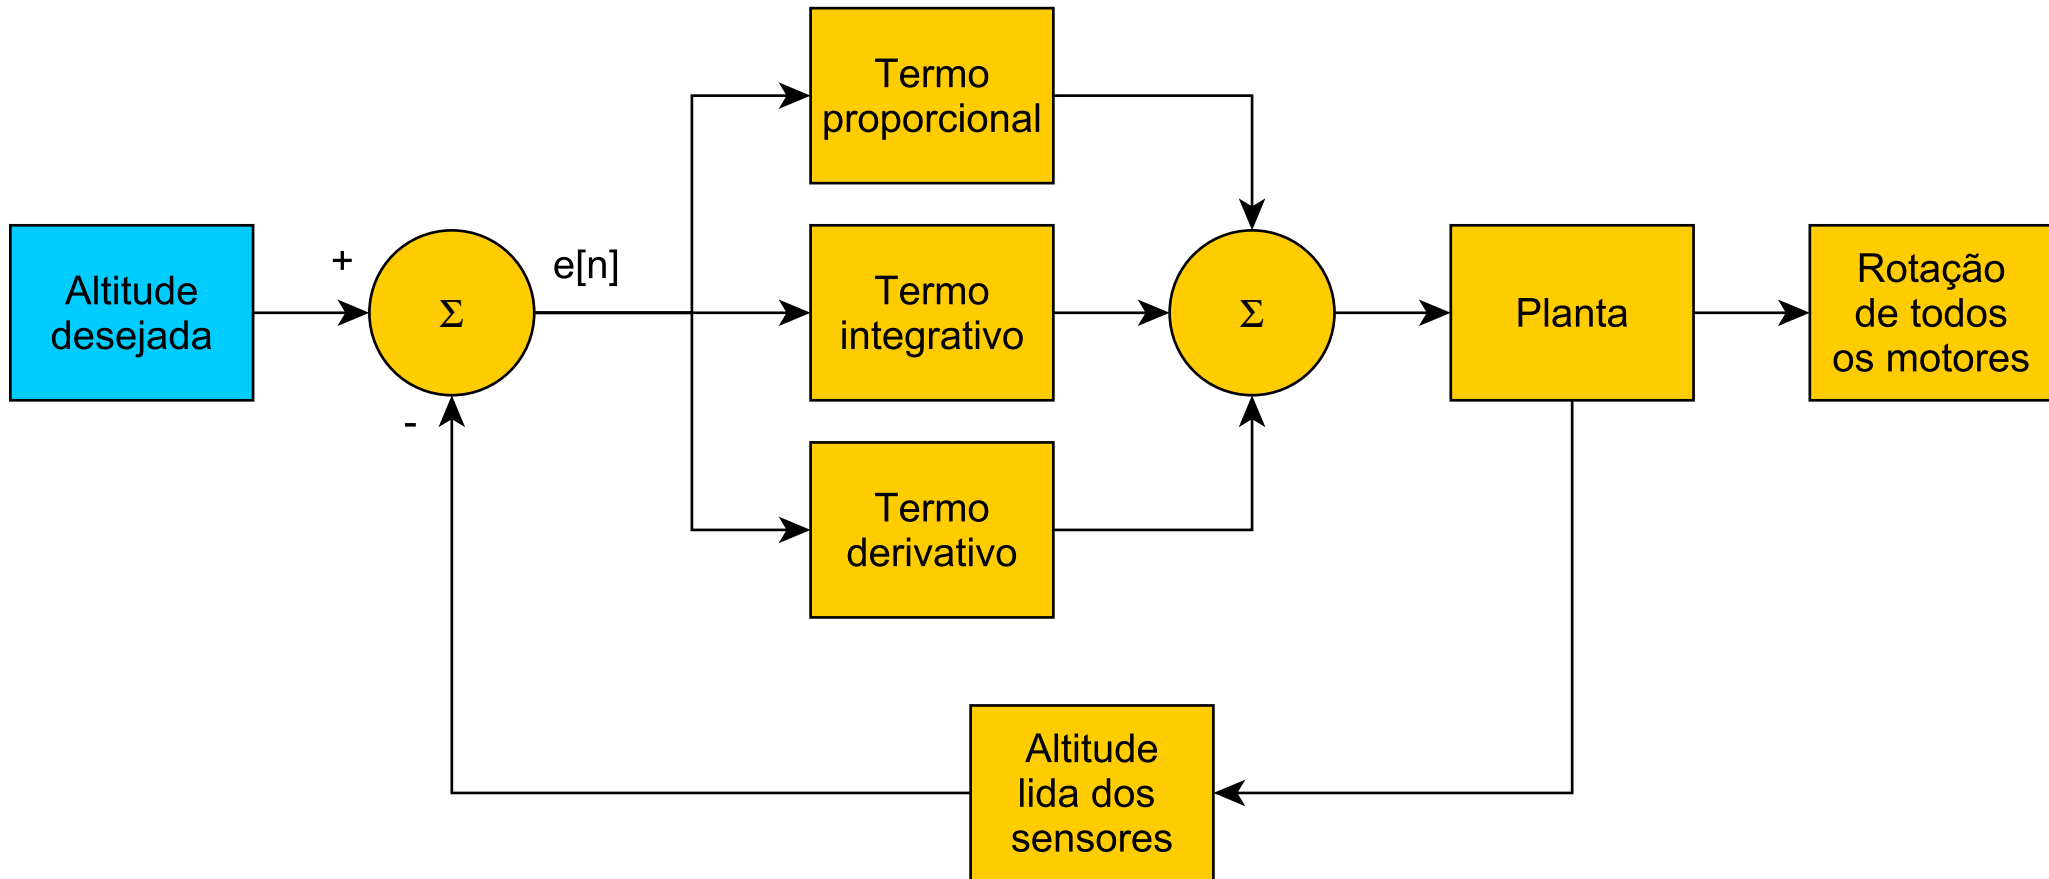 Termo
proporcional
Altitude
desejada
+
Σ
e[n]
Termo
integrativo
Σ
Planta
Rotação
de todos
os motores
-
Termo
derivativo
Altitude
lida dos
sensores